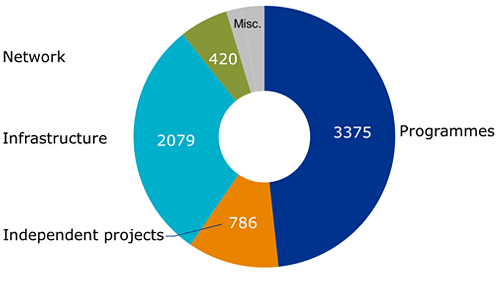 Misc.
Network
420
Infrastructure
2079
3375
Programmes
786
Independent projects